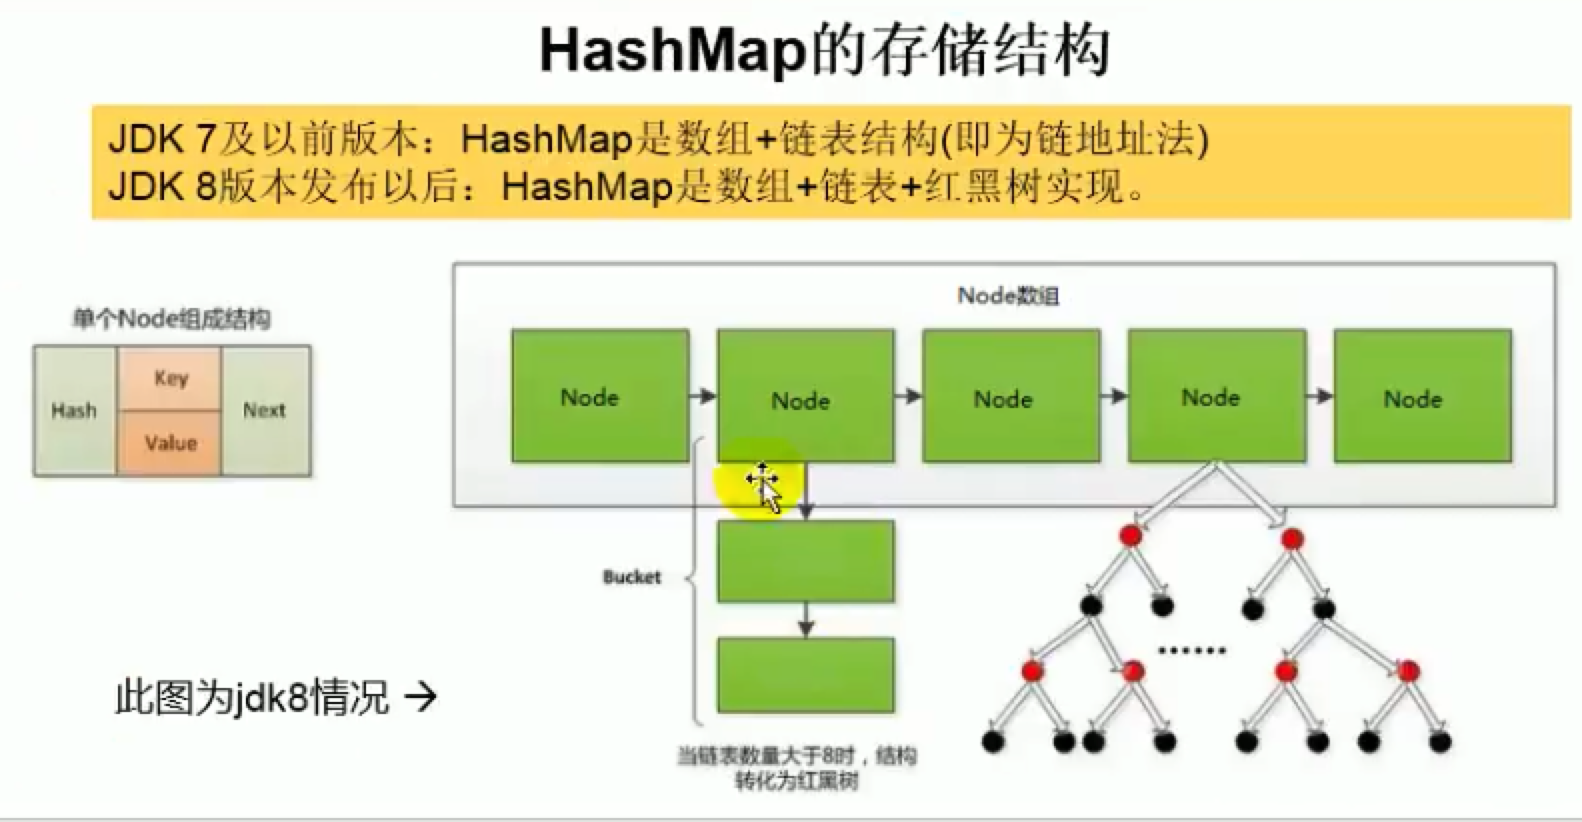 HashMap的存储结构
JDK 7及以前版本：HashMap是数组+链表结构(即为链地址法)
JDK 8版本发布以后：HashMap是数组+链表+红黑树实现。
单个Node组成结构
Hash
Key
Value
Next
Node数组
Node
Node
Node
Node
Node
Bucket
......
此图为jdk8情况 →
当链表数量大于8时，结构
转化为红黑树